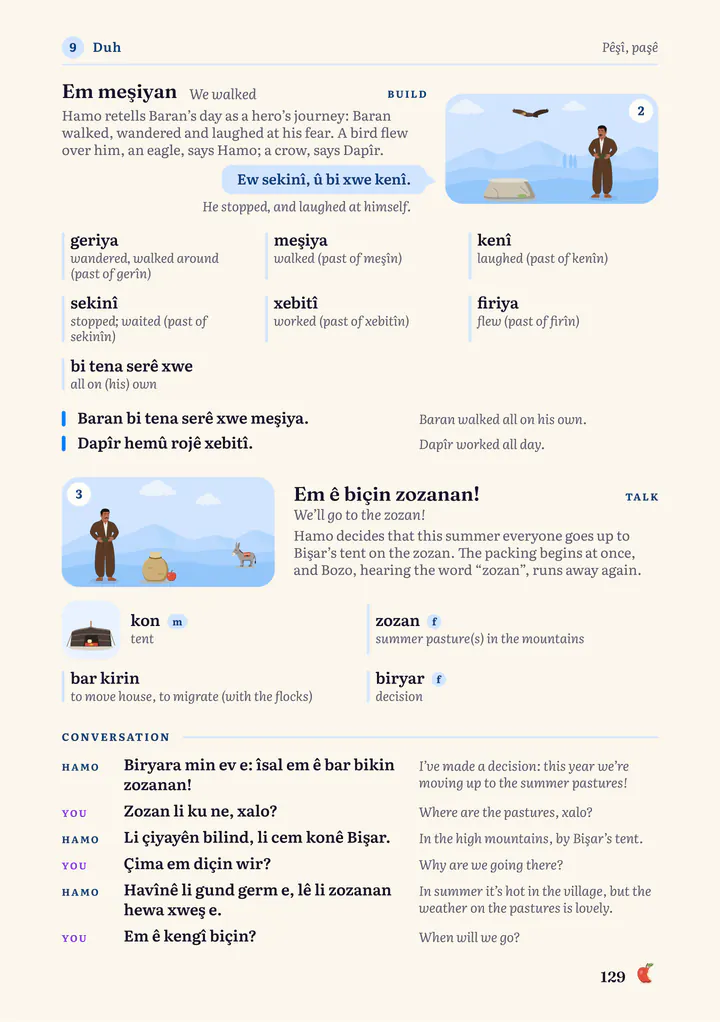 9 Duh
Pêşî, paşê
Em meşiyan We walked
BUILD
Hamo retells Baran’s day as a hero’s journey: Baran
walked, wandered and laughed at his fear. A bird flew
over him, an eagle, says Hamo; a crow, says Dapîr.
Ew sekinî, û bi xwe kenî.
He stopped, and laughed at himself.
2
geriya
wandered, walked around
(past of gerîn)
meşiya
walked (past of meşîn)
kenî
laughed (past of kenîn)
sekinî
stopped; waited (past of
sekinîn)
xebitî
worked (past of xebitîn)
firiya
flew (past of firîn)
bi tena serê xwe
all on (his) own
Baran bi tena serê xwe meşiya.
Baran walked all on his own.
Dapîr hemû rojê xebitî.
Dapîr worked all day.
3
Em ê biçin zozanan!
TALK
We’ll go to the zozan!
Hamo decides that this summer everyone goes up to
Bişar’s tent on the zozan. The packing begins at once,
and Bozo, hearing the word “zozan”, runs away again.
kon m
tent
zozan f
summer pasture(s) in the mountains
bar kirin
to move house, to migrate (with the flocks)
biryar f
decision
CONVERSATION
HAMO Biryara min ev e: îsal em ê bar bikin
zozanan!
I’ve made a decision: this year we’re
moving up to the summer pastures!
YOU Zozan li ku ne, xalo?
Where are the pastures, xalo?
HAMO Li çiyayên bilind, li cem konê Bişar.
In the high mountains, by Bişar’s tent.
YOU Çima em diçin wir?
Why are we going there?
HAMO Havînê li gund germ e, lê li zozanan
hewa xweş e.
In summer it’s hot in the village, but the
weather on the pastures is lovely.
YOU Em ê kengî biçin?
When will we go?
129